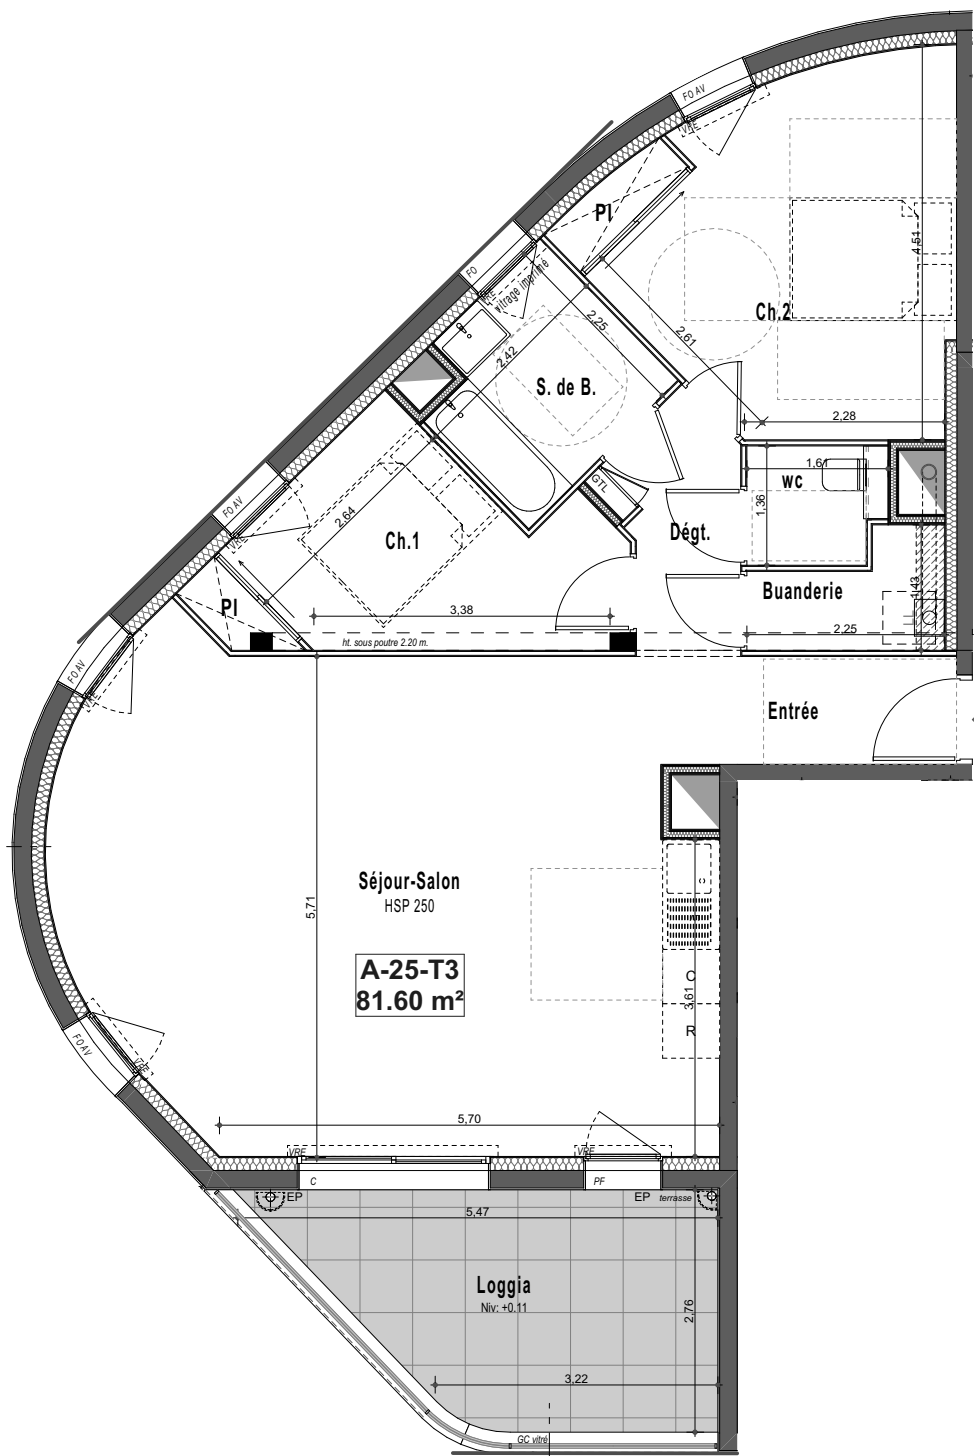 FO AV
VRE
Pl
4,51
FO
VRE
vitrage imprimé
2,25
Ch.2
2,61
2,42
S. de B.
2,28
1,61
WC
GTL
1,36
FO AV
VRE
2,64
Ch.1
Dégt.
Buanderie
1,43
Pl
3,38
2,25
ht. sous poutre 2.20 m.
FO AV
VRE
Entrée
Séjour-Salon
HSP 250
5,71
A-25-T3
81.60 m²
C
3,61
R
FO AV
VRE
5,70
VRE
VRE
C
PF
EP
EP
terrasse
5,47
Loggia
Niv: +0.11
2,76
3,22
GC vitré